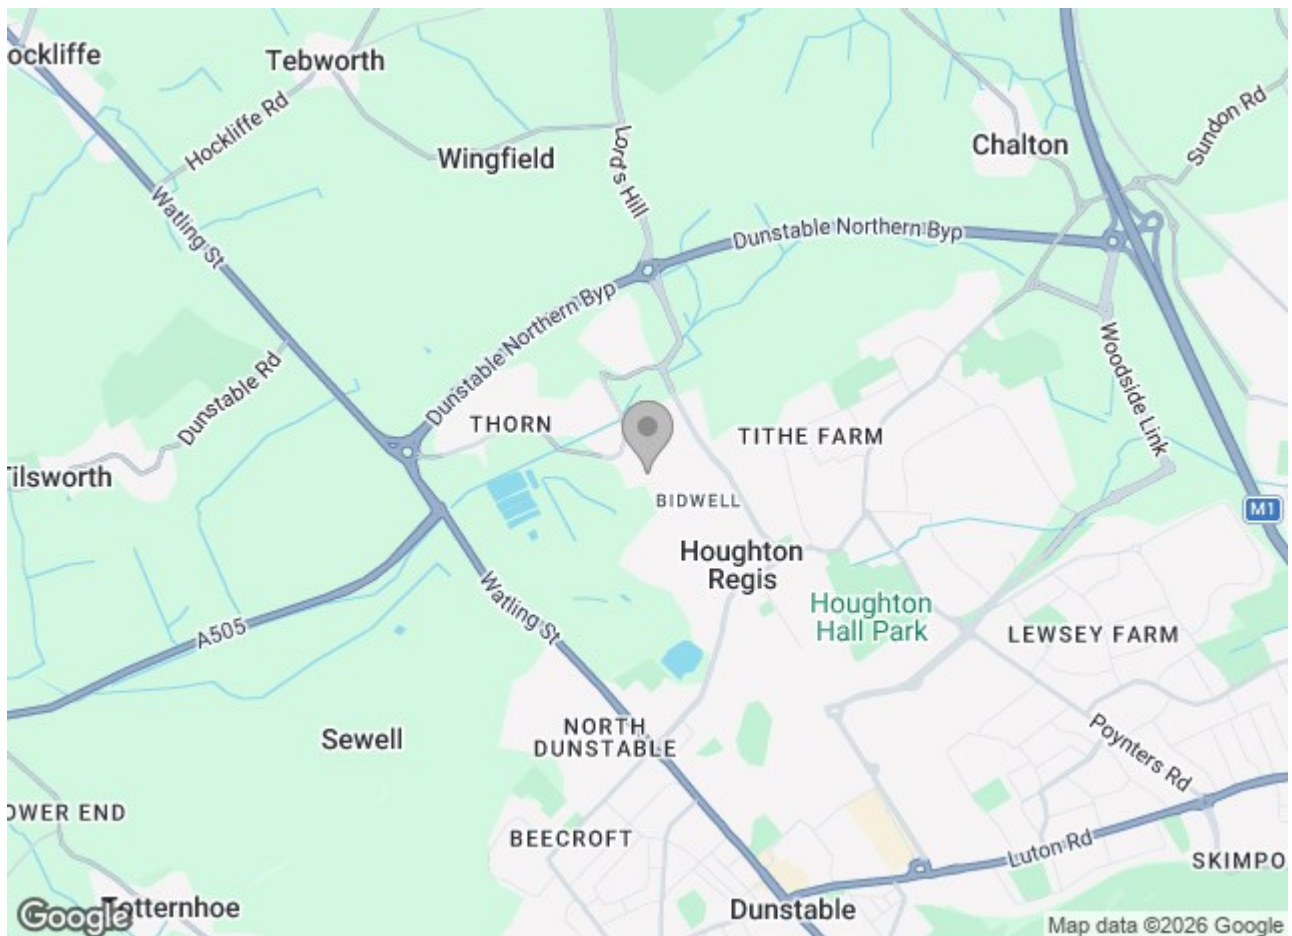 ockliffe
Tebworth
Hockliffe Rd
Wingfield
Lord's Hill
Chalton
Sundon Rd
Watling St
Dunstable Northern Byp
Dunstable Northern Byp
Woodside Link
Dunstable Rd
THORN
TITHE FARM
Tilsworth
BIDWELL
M1
Houghton
Regis
Houghton
Hall Park
Watling St
A505
LEWSEY FARM
Sewell
NORTH
DUNSTABLE
Poynters Rd
OWER END
BEECROFT
Luton Rd
SKIMPO
Totternhoe
Dunstable
Google
Map data ©2026 Google